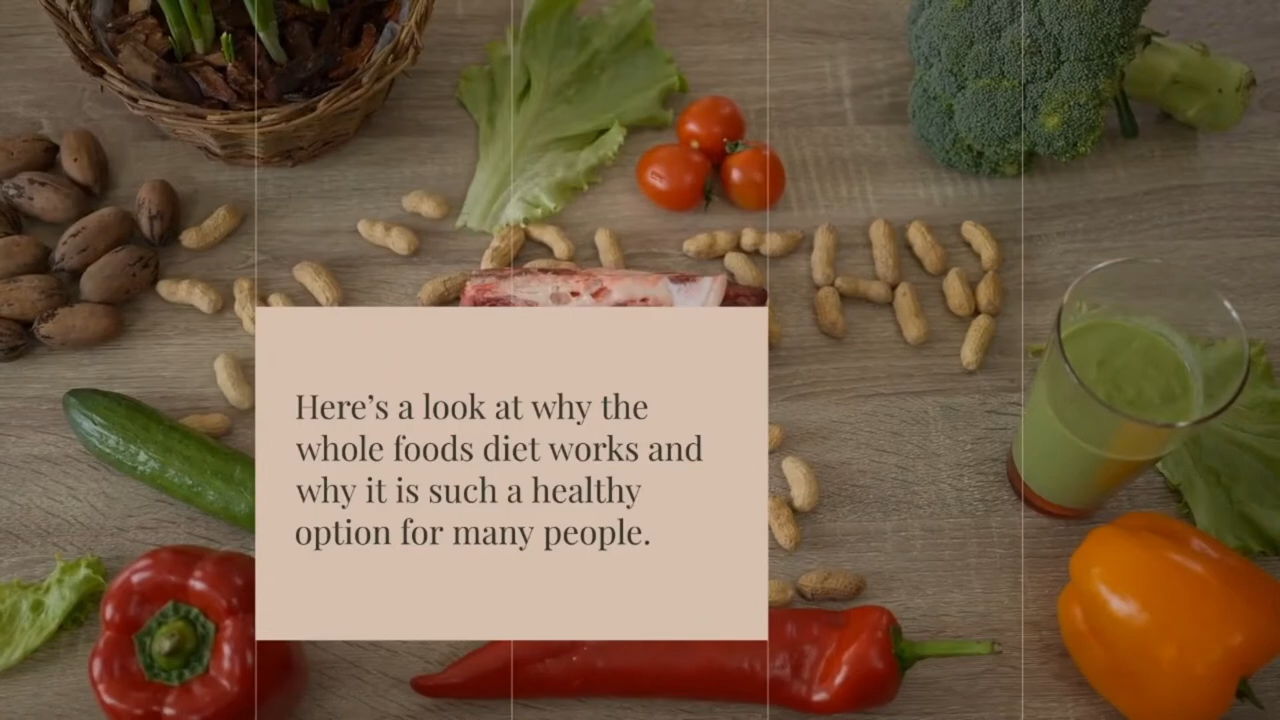 Here's a look at why the
whole foods diet works and
why it is such a healthy
option for many people.